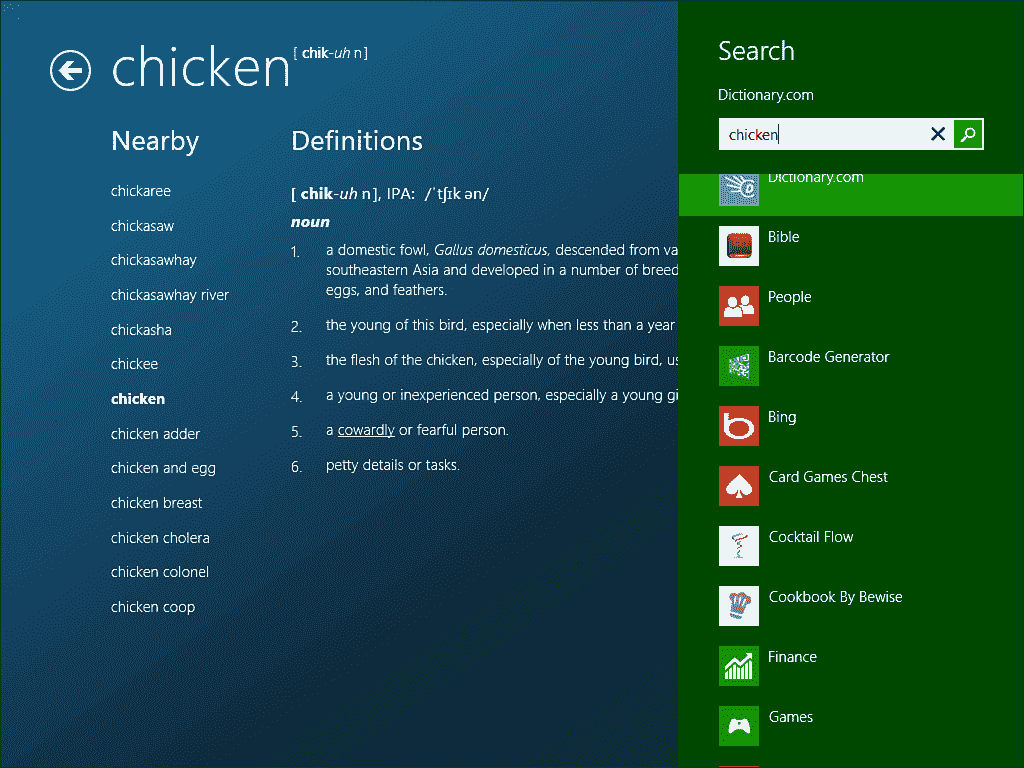 chicken [ chik-uh n]
Nearby
chickaree
chickasaw
chickasawhay
chickasawhay river
chickasha
chickee
chicken
chicken adder
chicken and egg
chicken breast
chicken cholera
chicken colonel
chicken coop
Definitions
[ chik-uh n], IPA: /ˈtʃɪk ən/
noun
1. a domestic fowl, Gallus domesticus, descended from va
southeastern Asia and developed in a number of breed
eggs, and feathers.
2. the young of this bird, especially when less than a year
3. the flesh of the chicken, especially of the young bird, us
4. a young or inexperienced person, especially a young gi
5. a cowardly or fearful person.
6. petty details or tasks.
Search
Dictionary.com
chicken
Dictionary.com
Bible
People
Barcode Generator
Bing
Card Games Chest
Cocktail Flow
Cookbook By Bewise
Finance
Games